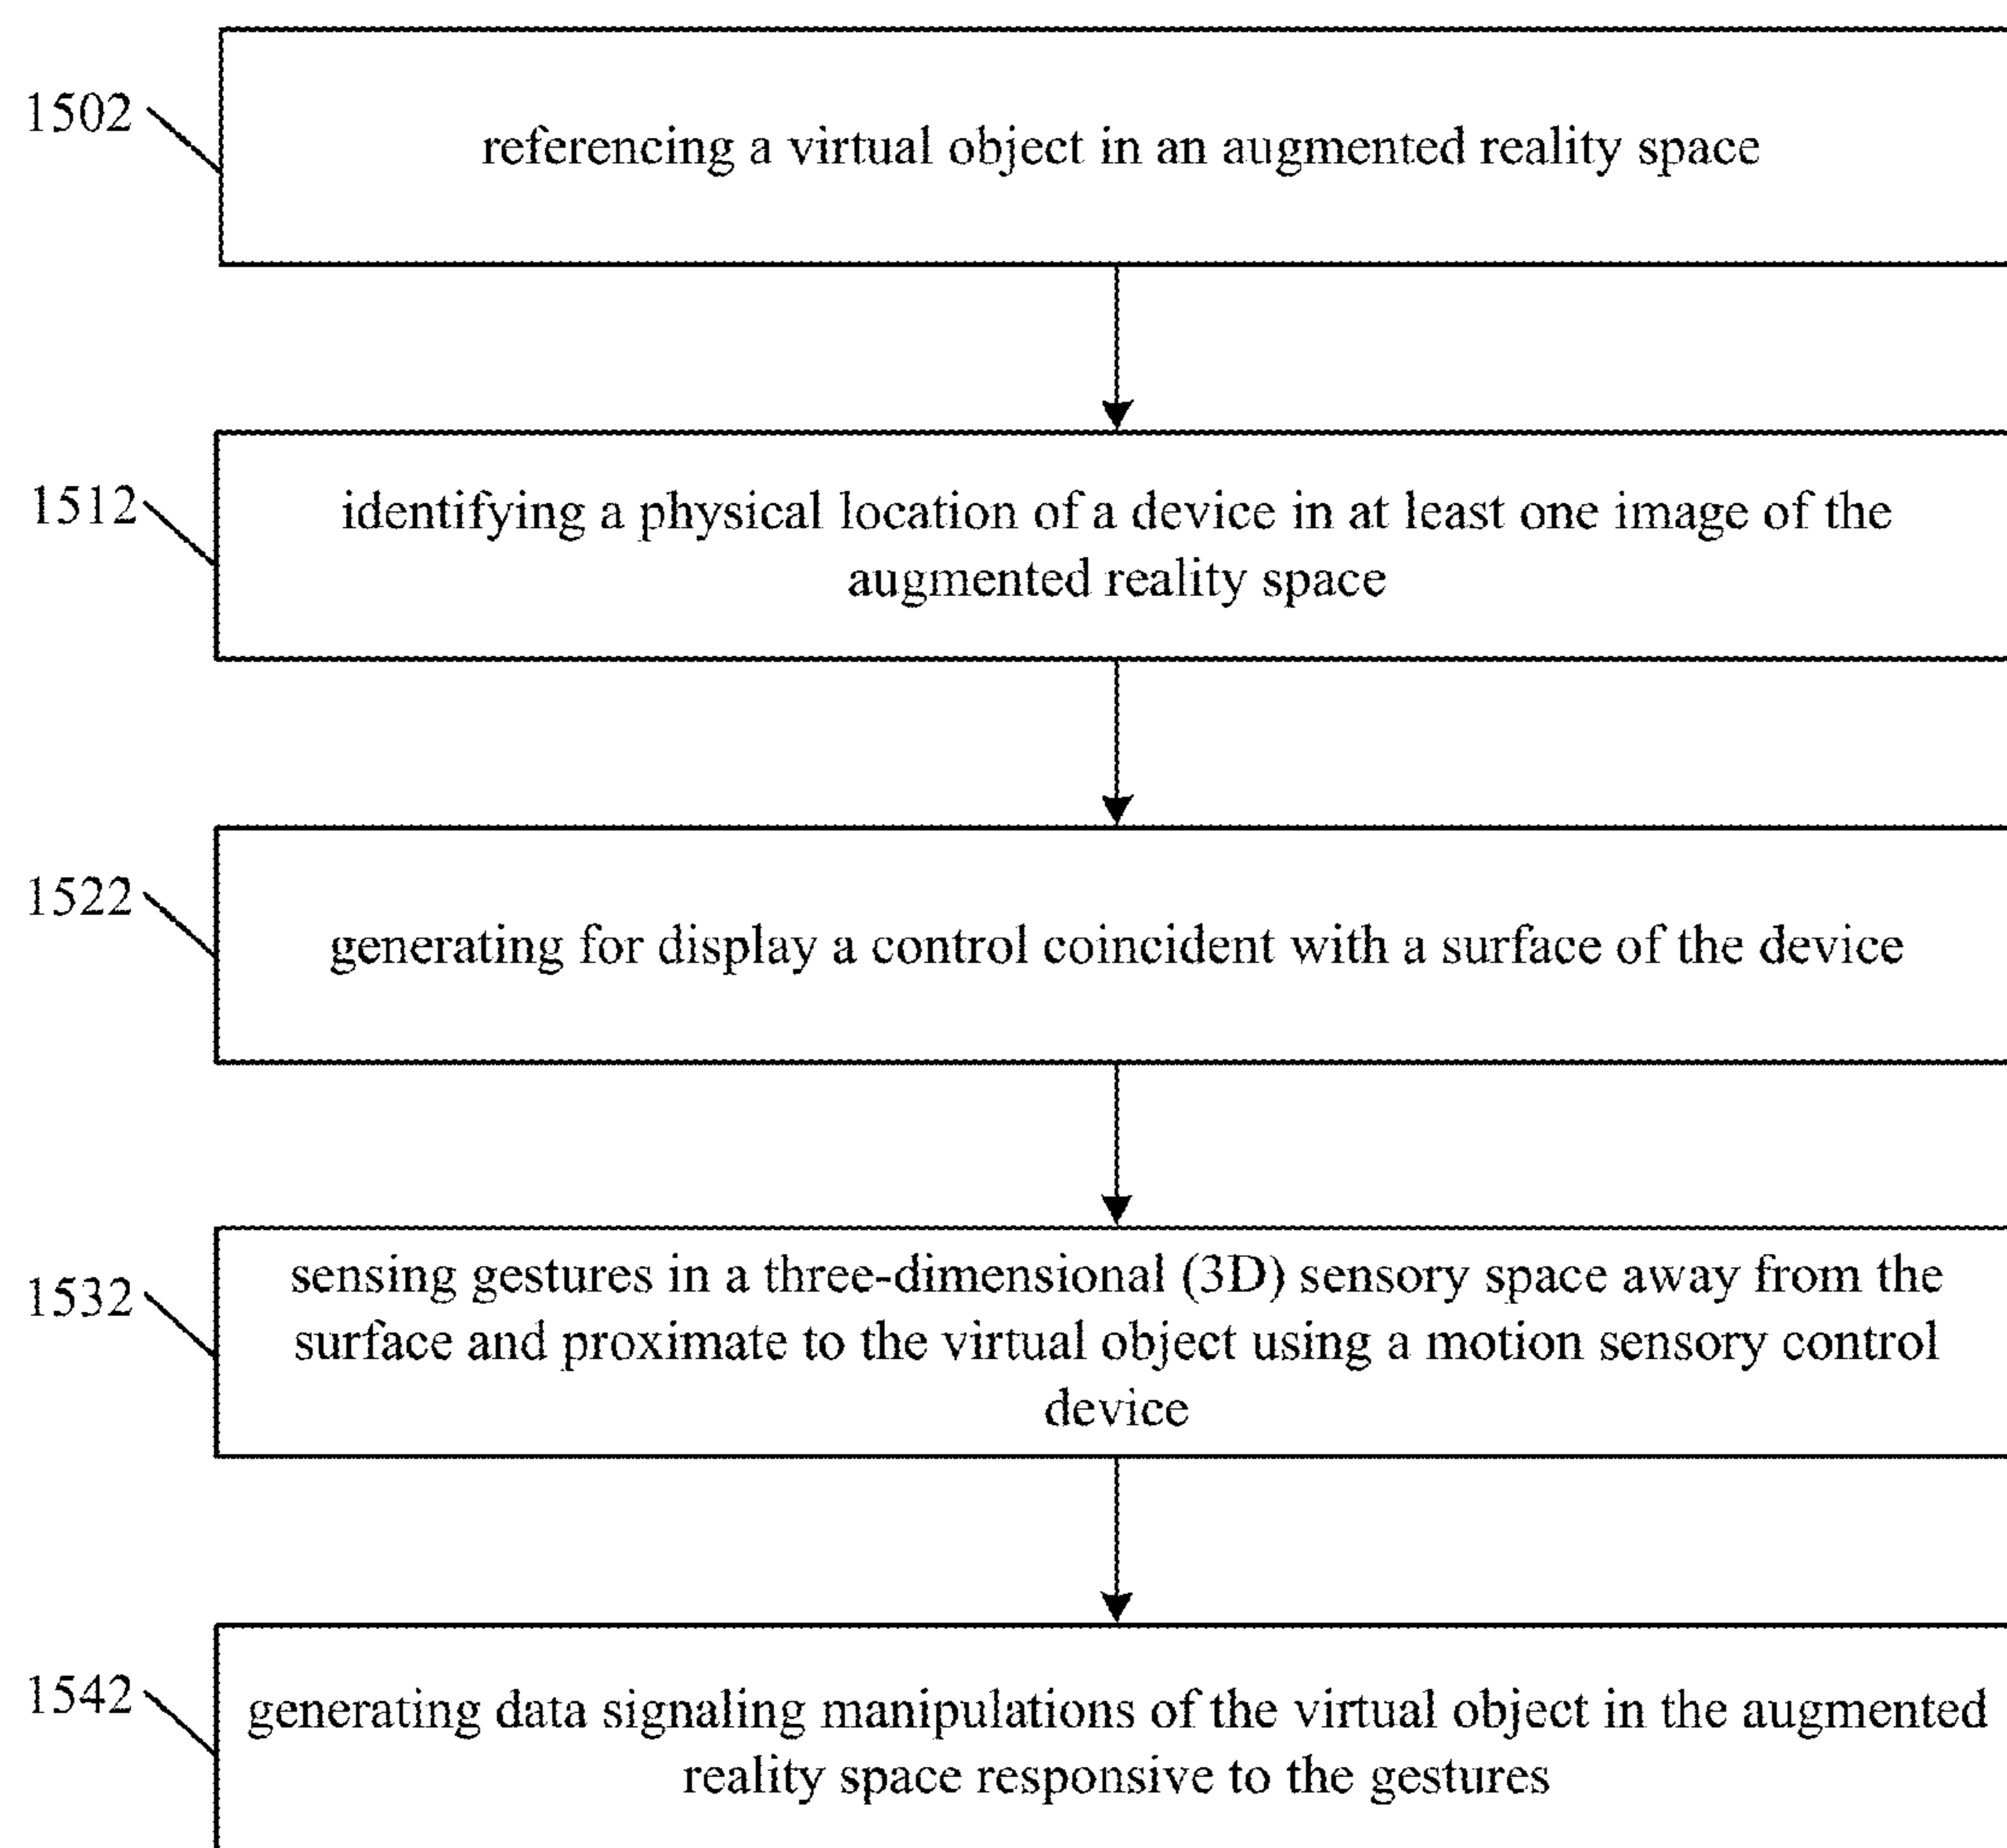 1502
referencing a virtual object in an augmented reality space
1512
identifying a physical location of a device in at least one image of the
augmented reality space
1522
generating for display a control coincident with a surface of the device
1532
sensing gestures in a three-dimensional (3D) sensory space away from the
surface and proximate to the virtual object using a motion sensory control
device
1542
generating data signaling manipulations of the virtual object in the augmented
reality space responsive to the gestures